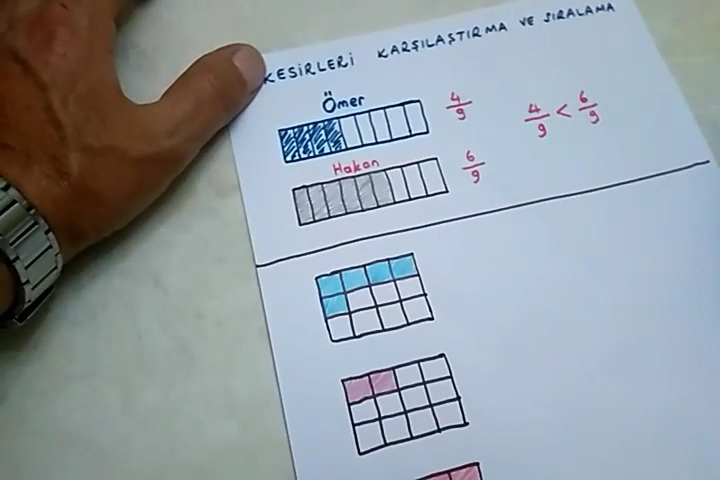 KESİRLERİ KARŞILAŞTIRMA VE SIRALAMA
Ömer
4/9
4/9 < 6/9
Hakan
6/9